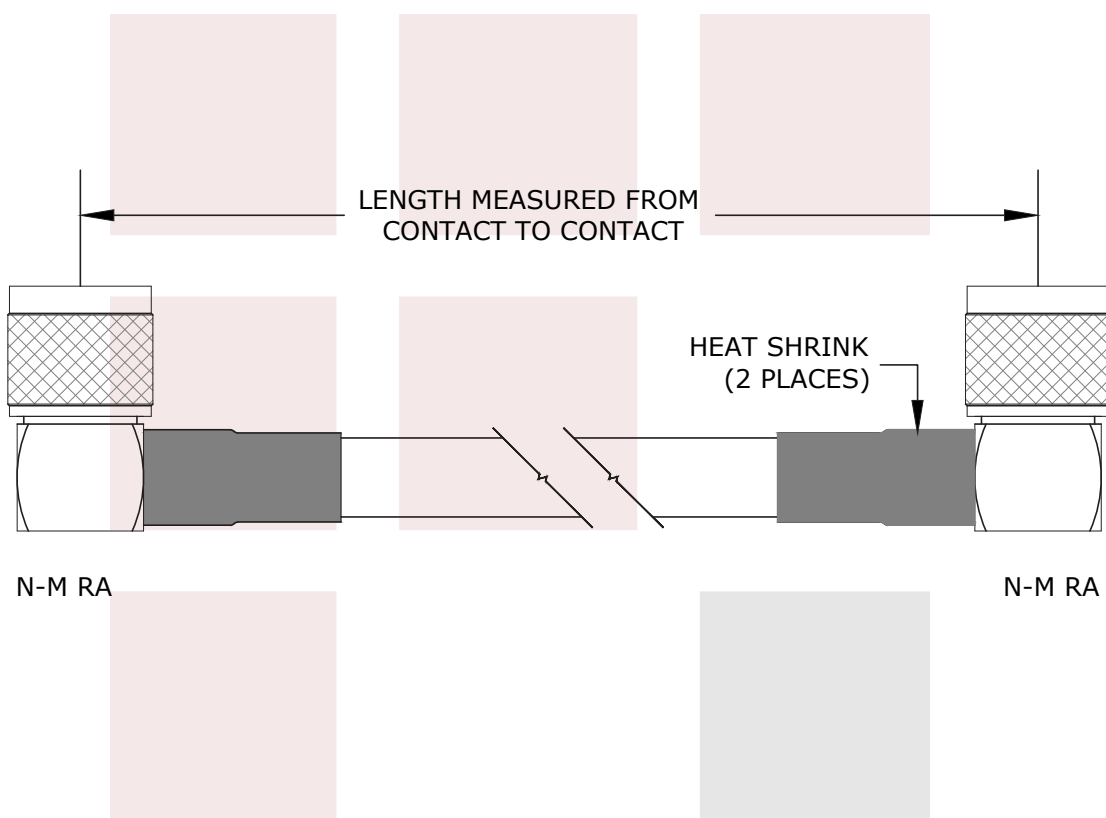 LENGTH MEASURED FROM
CONTACT TO CONTACT
HEAT SHRINK
(2 PLACES)
N-M RA
N-M RA